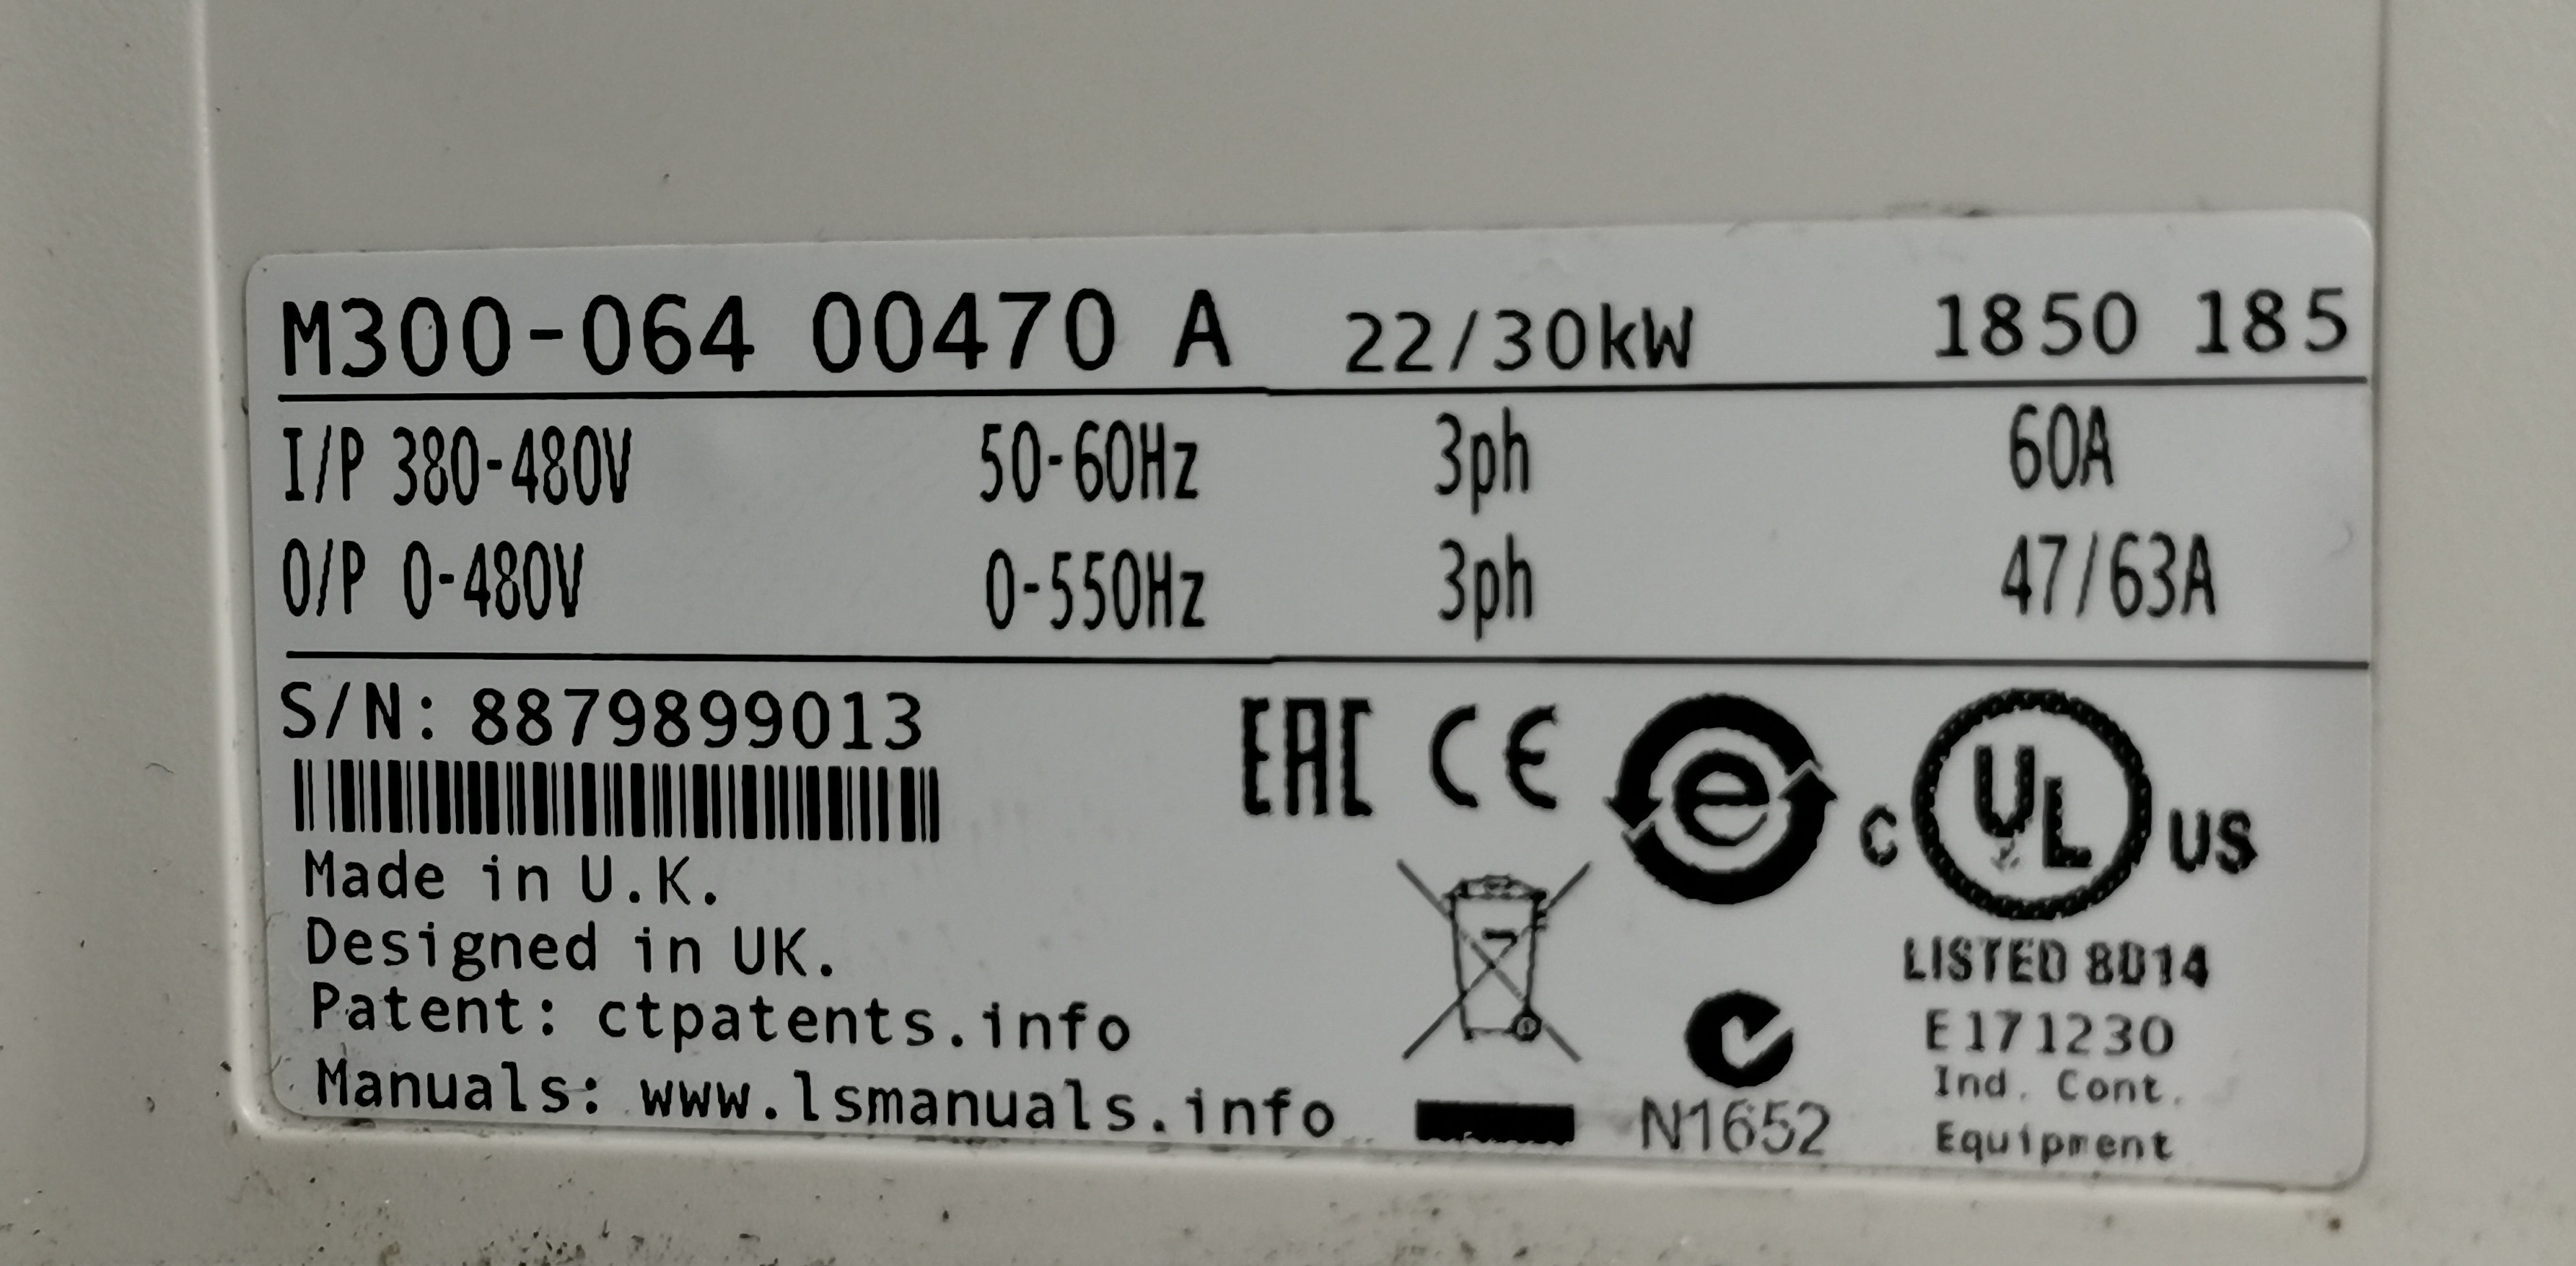 M300-064 00470 A 22/30kW 1850 185
I/P 380-480V 50-60Hz 3ph 60A
O/P 0-480V 0-550Hz 3ph 47/63A
S/N: 8879899013
EAC CE e C UL US
Made in U.K.
Designed in UK.
Patent: ctpatents.info
Manuals: www.lsmanuals.info
N1652
LISTED 8D14
E171230
Ind. Cont.
Equipment